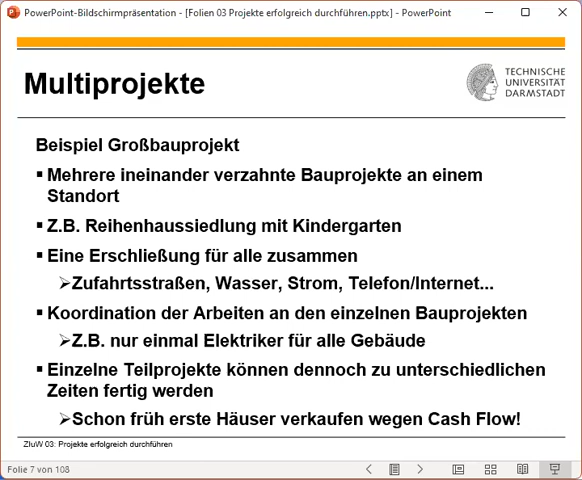 PowerPoint-Bildschirmpräsentation - [Folien 03 Projekte erfolgreich durchführen.pptx] - PowerPoint
Multiprojekte
TECHNISCHE
UNIVERSITÄT
DARMSTADT
Beispiel Großbauprojekt
▪ Mehrere ineinander verzahnte Bauprojekte an einem
Standort
▪ Z.B. Reihenhaussiedlung mit Kindergarten
▪ Eine Erschließung für alle zusammen
➢Zufahrtsstraßen, Wasser, Strom, Telefon/Internet...
▪ Koordination der Arbeiten an den einzelnen Bauprojekten
➢Z.B. nur einmal Elektriker für alle Gebäude
▪ Einzelne Teilprojekte können dennoch zu unterschiedlichen
Zeiten fertig werden
➢Schon früh erste Häuser verkaufen wegen Cash Flow!
ZIuW 03: Projekte erfolgreich durchführen
Folie 7 von 108